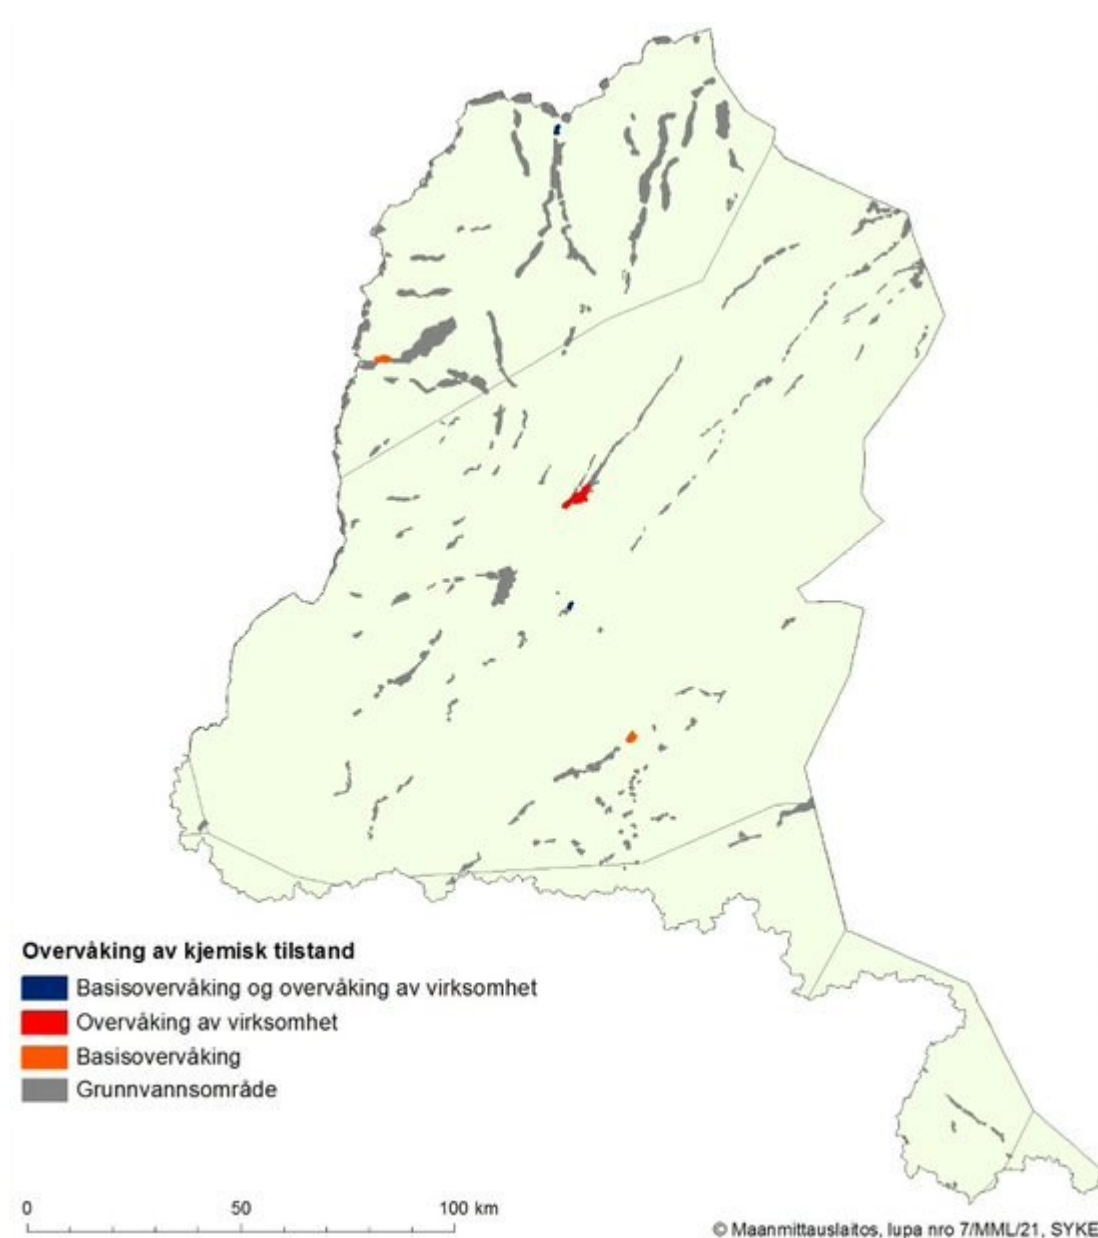 Overvåking av kjemisk tilstand
Basisovervåking og overvåking av virksomhet
Overvåking av virksomhet
Basisovervåking
Grunnvannsområde
0 50 100 km
© Maanmittauslaitos, lupa nro 7/MML/21, SYKE